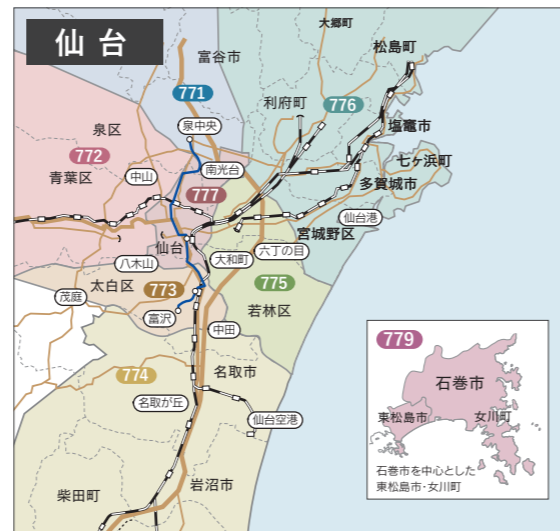 仙台
大郷町
松島町
富谷市
771
利府町
776
泉中央
塩竈市
泉区
772
七ヶ浜町
南光台
青葉区
中山
777
多賀城市
仙台港
宮城野区
仙台
六丁の目
八木山
大和町
太白区
773
775
茂庭
若林区
富沢
中田
779
774
名取市
石巻市
名取が丘
東松島市
女川町
仙台空港
石巻市を中心とした
東松島市・女川町
岩沼市
柴田町